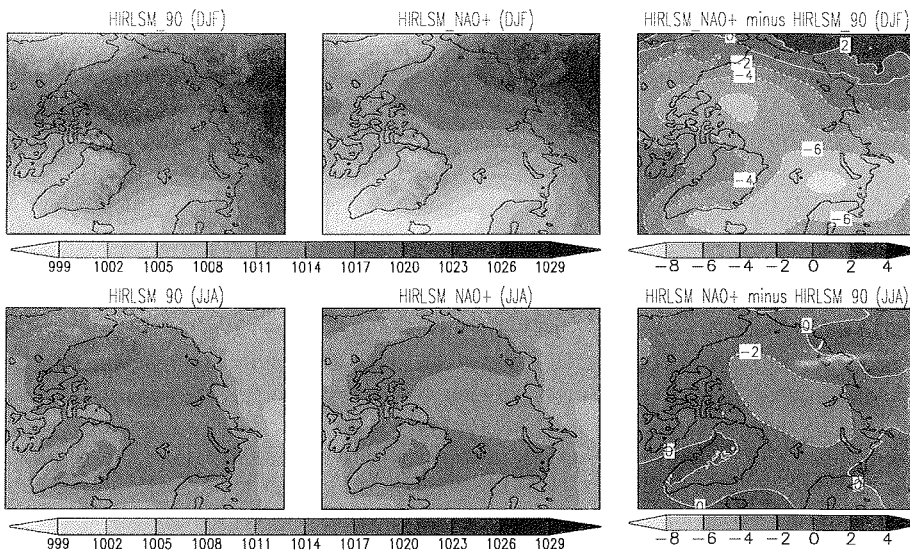 HIRLSM_90 (DJF)
HIRLSM_NAO+ (DJF)
HIRLSM_NAO+ minus HIRLSM_90 (DJF)
0
2
-2
-4
-6
-4
-6
999 1002 1005 1008 1011 1014 1017 1020 1023 1026 1029
-8 -6 -4 -2 0 2 4
HIRLSM_90 (JJA)
HIRLSM_NAO+ (JJA)
HIRLSM_NAO+ minus HIRLSM_90 (JJA)
0
-2
0
0
0
999 1002 1005 1008 1011 1014 1017 1020 1023 1026 1029
-8 -6 -4 -2 0 2 4